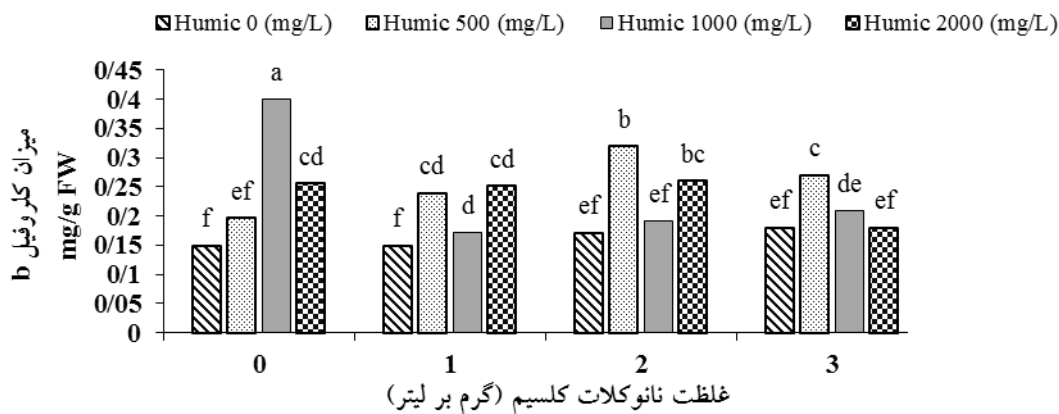 Humic 0 (mg/L) Humic 500 (mg/L) Humic 1000 (mg/L) Humic 2000 (mg/L)
میزان کلروفیل b
mg/g FW
0/45
0/4
0/35
0/3
0/25
0/2
0/15
0/1
0/05
0
f ef a cd
f cd d cd
ef b ef bc
ef c de ef
0 1 2 3
غلظت نانوکلات کلسیم (گرم بر لیتر)